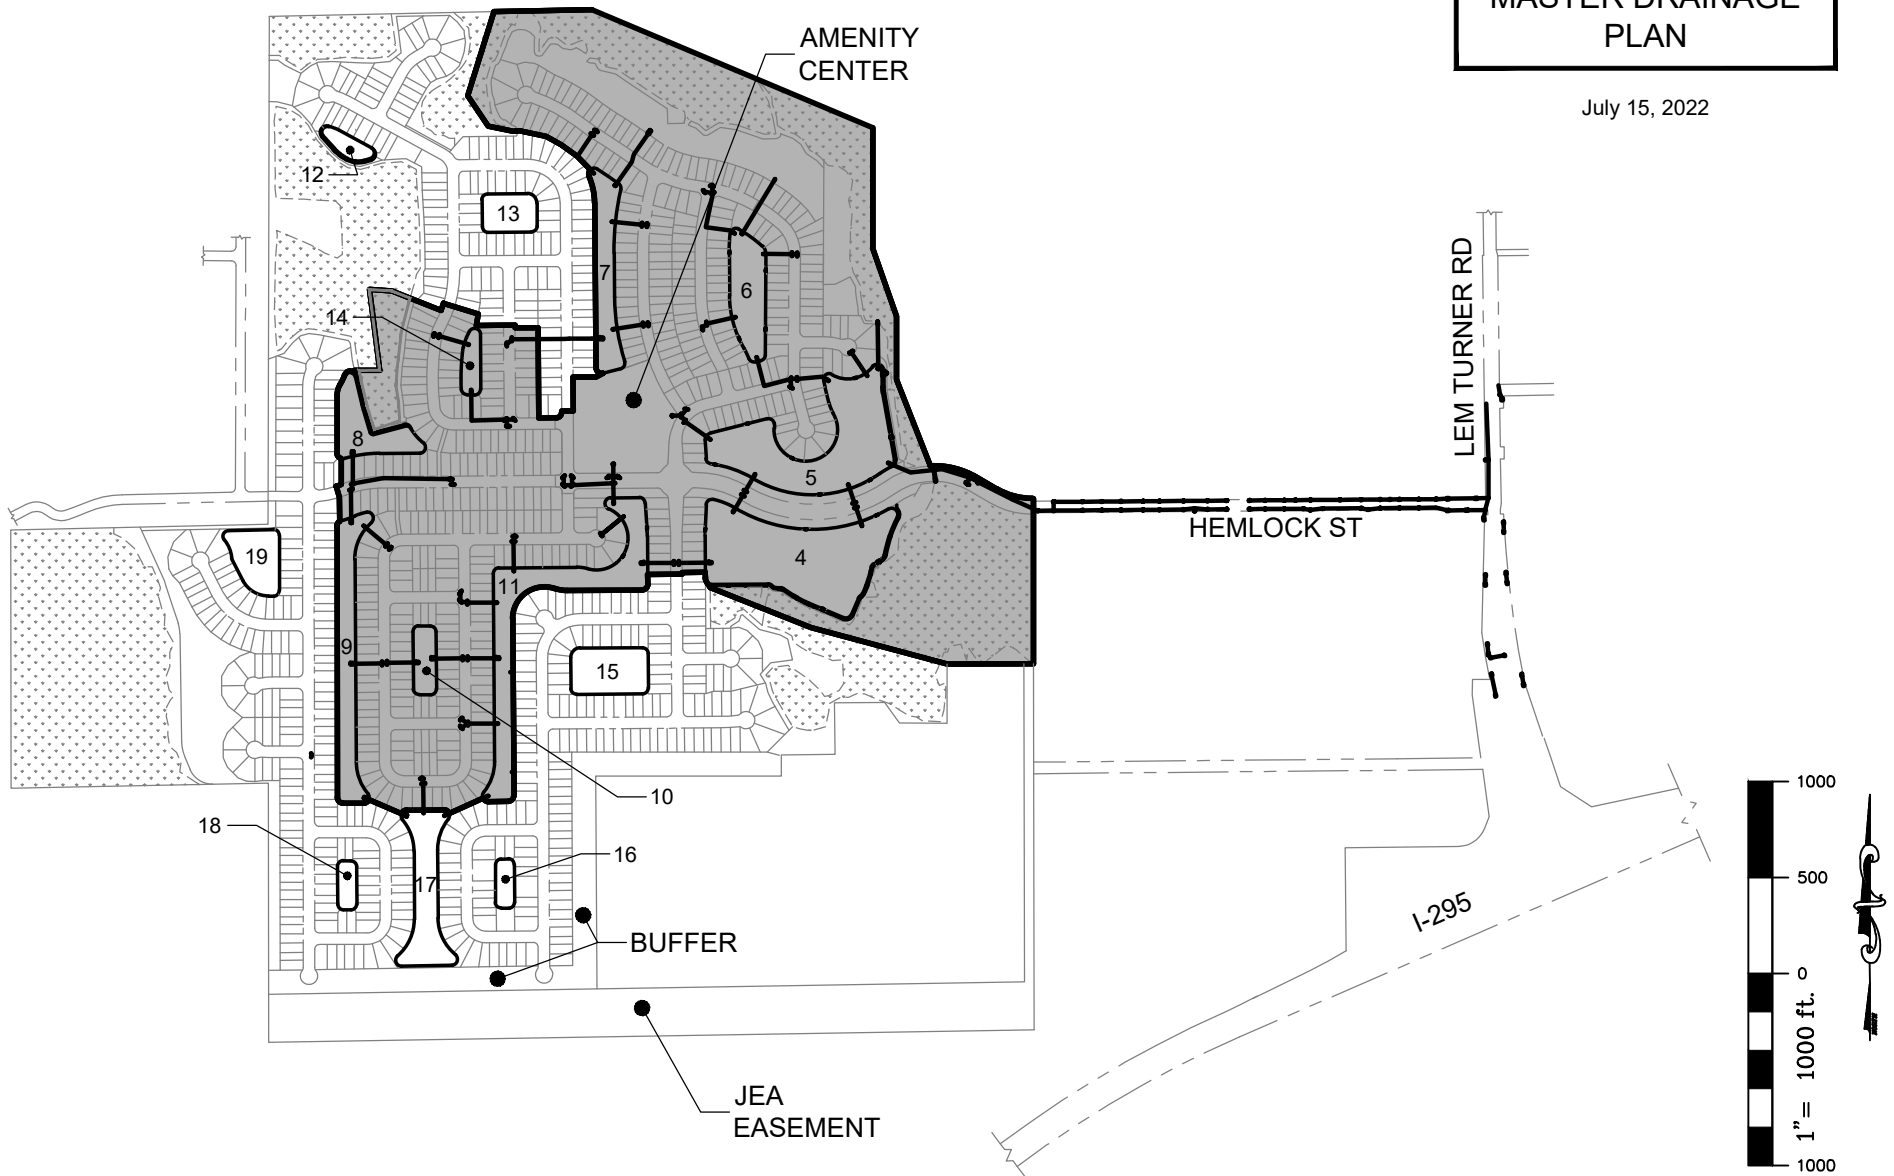 MASTER DRAINAGE
PLAN
July 15, 2022
AMENITY
CENTER
12
13
7
6
14
8
5
4
LEM TURNER RD
HEMLOCK ST
19
11
9
15
10
18
16
17
BUFFER
I-295
JEA
EASEMENT
1000
500
0
1000
1"= 1000 ft.